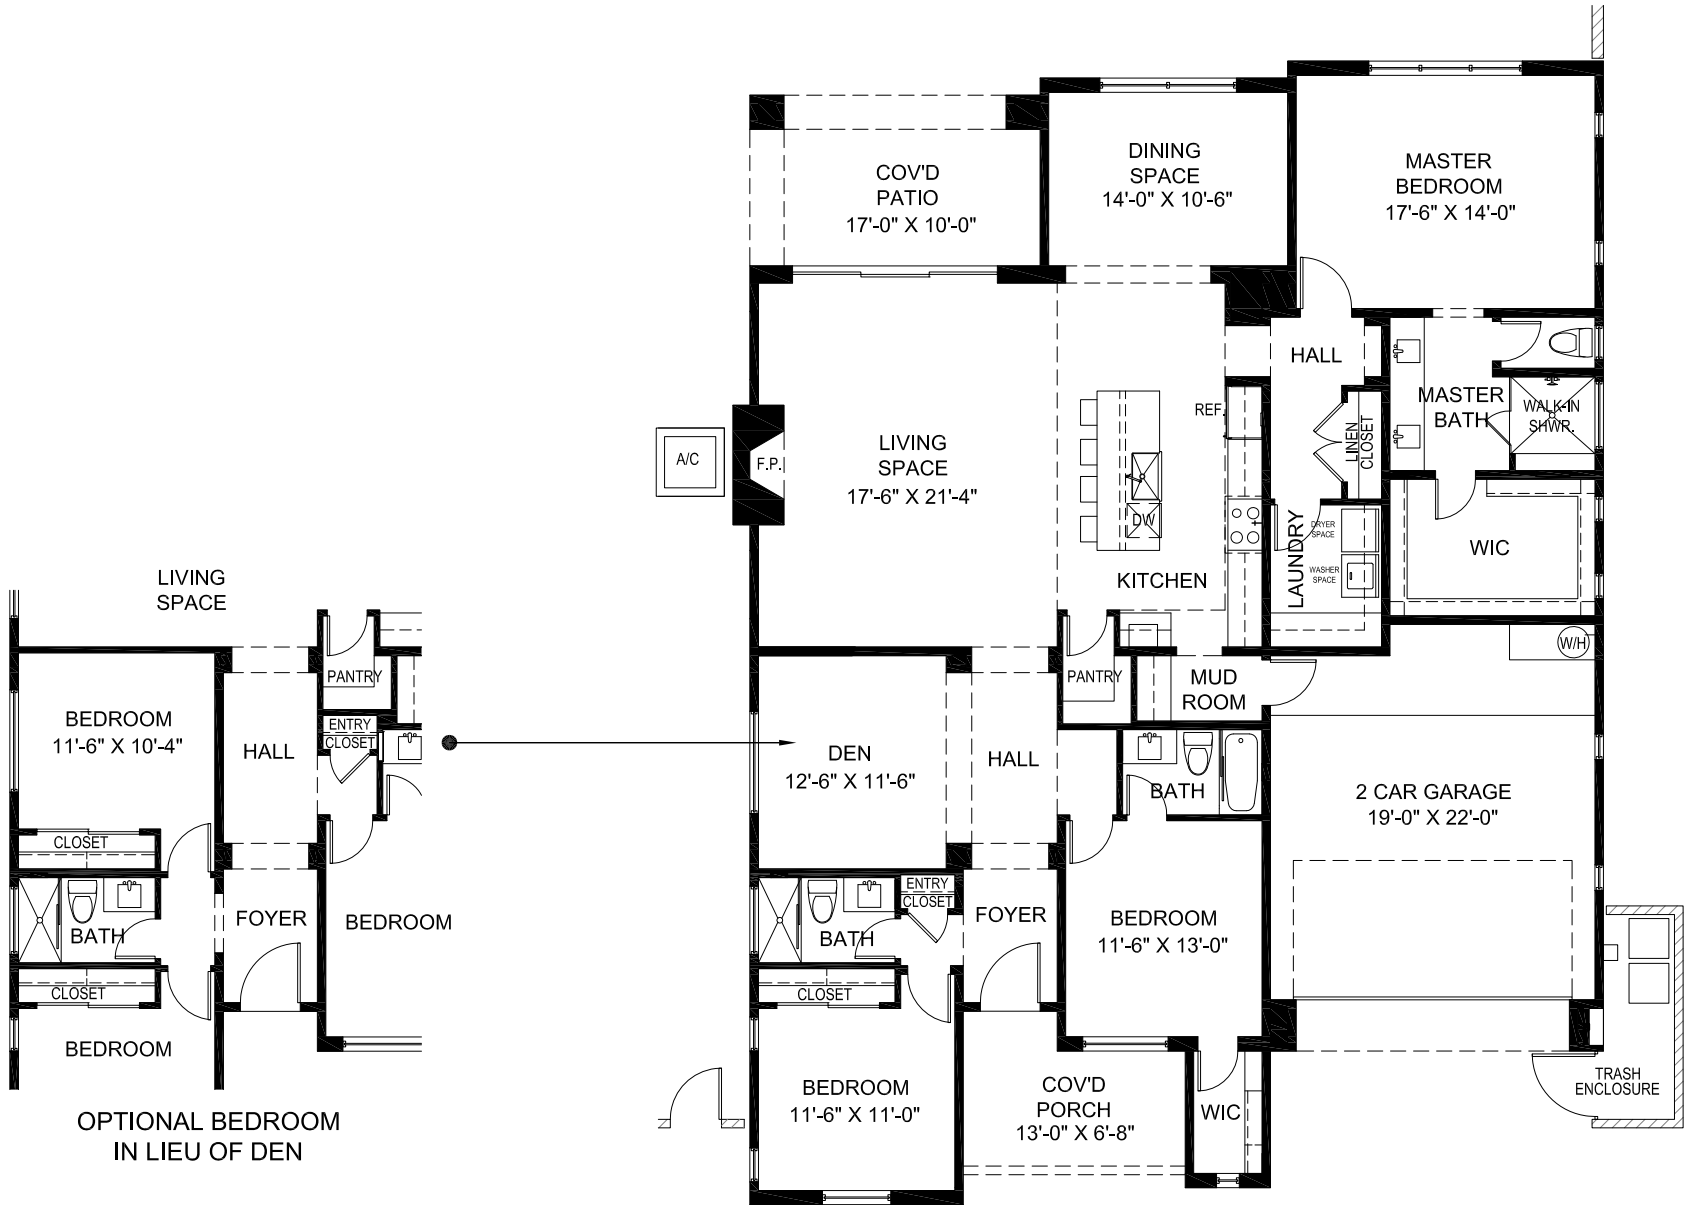 COV'D
PATIO
17'-0" X 10'-0"
DINING
SPACE
14'-0" X 10'-6"
MASTER
BEDROOM
17'-6" X 14'-0"
HALL
MASTER
BATH
WALK-IN
SHWR.
LINEN
CLOSET
REF.
A/C
F.P.
LIVING
SPACE
17'-6" X 21'-4"
DW
KITCHEN
LAUNDRY
DRYER
SPACE
WASHER
SPACE
WIC
W/H
PANTRY
MUD
ROOM
DEN
12'-6" X 11'-6"
HALL
BATH
2 CAR GARAGE
19'-0" X 22'-0"
ENTRY
CLOSET
FOYER
BATH
BEDROOM
11'-6" X 13'-0"
CLOSET
BEDROOM
11'-6" X 11'-0"
COV'D
PORCH
13'-0" X 6'-8"
WIC
TRASH
ENCLOSURE
LIVING
SPACE
PANTRY
BEDROOM
11'-6" X 10'-4"
HALL
ENTRY
CLOSET
CLOSET
FOYER
BEDROOM
BATH
CLOSET
BEDROOM
OPTIONAL BEDROOM
IN LIEU OF DEN